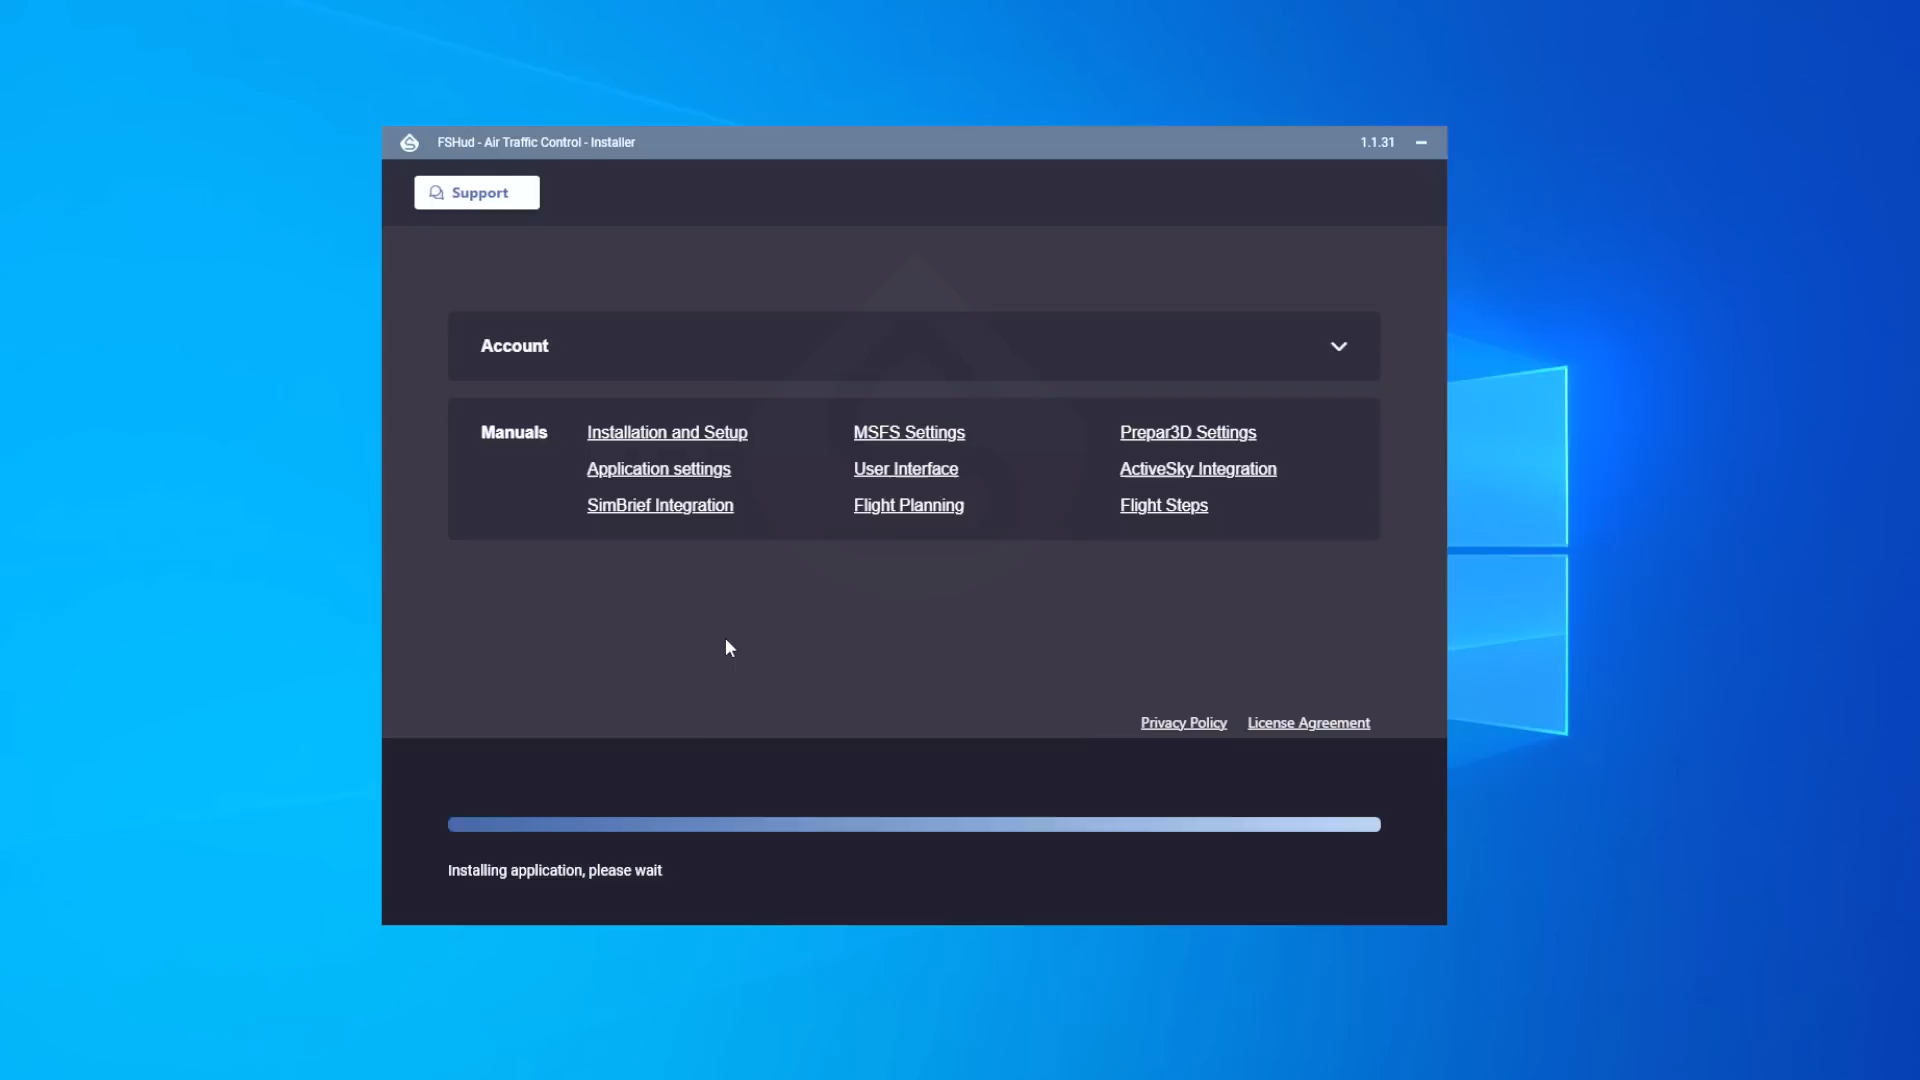 FSHud - Air Traffic Control - Installer 1.1.31
Support
Account
Manuals Installation and Setup MSFS Settings Prepar3D Settings
Application settings User Interface ActiveSky Integration
SimBrief Integration Flight Planning Flight Steps
Privacy Policy License Agreement
Installing application, please wait